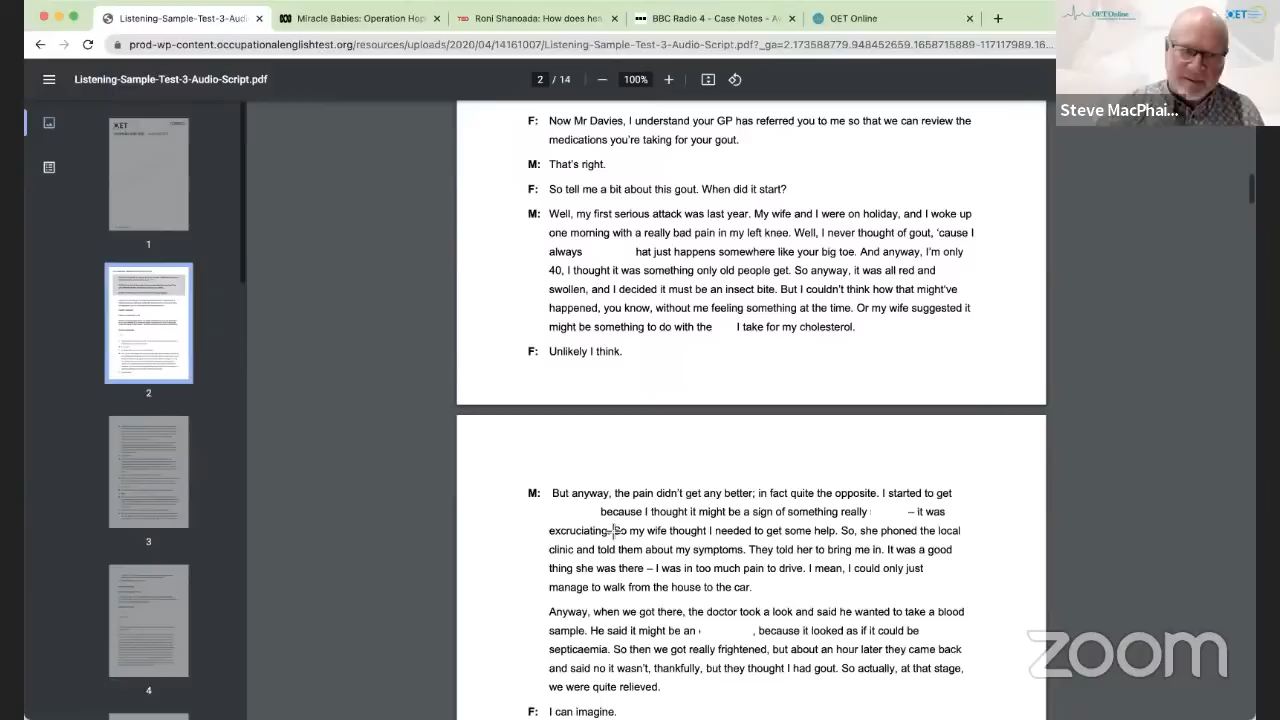 Listening-Sample-Test-3-Audio-
Miracle Babies: Operation Hop
TED Roni Shanoada: How does hes
BBC Radio 4 - Case Notes - A
OET Online
prod-wp-content.occupationalenglishtest.org/resources/uploads/2020/04/14161007/Listening-Sample-Test-3-Audio-Script.pdf?_ga=2.173588779.948452659.1658715689-117117989.16...
OET Online
OET
Steve MacPhai...
Listening-Sample-Test-3-Audio-Script.pdf
2 / 14
100%
OET
1
2
3
4
F: Now Mr Davies, I understand your GP has referred you to me so that we can review the
medications you're taking for your gout.
M: That's right.
F: So tell me a bit about this gout. When did it start?
M: Well, my first serious attack was last year. My wife and I were on holiday, and I woke up
one morning with a really bad pain in my left knee. Well, I never thought of gout, 'cause I
always hat just happens somewhere like your big toe. And anyway, I'm only
40, I thought it was something only old people get. So anyway, it was all red and
swollen, and I decided it must be an insect bite. But I couldn't think how that might've
happened, you know, without me feeling something at the time. Or my wife suggested it
might be something to do with the I take for my cholesterol.
F: Unlikely I think.
M: But anyway, the pain didn't get any better; in fact quite the opposite. I started to get
because I thought it might be a sign of something really – it was
excruciating. So my wife thought I needed to get some help. So, she phoned the local
clinic and told them about my symptoms. They told her to bring me in. It was a good
thing she was there – I was in too much pain to drive. I mean, I could only just
manage to walk from the house to the car.
Anyway, when we got there, the doctor took a look and said he wanted to take a blood
sample. He said it might be an , because it looked as if it could be
septicaemia. So then we got really frightened, but about an hour later they came back
and said no it wasn't, thankfully, but they thought I had gout. So actually, at that stage,
we were quite relieved.
F: I can imagine.
zoom